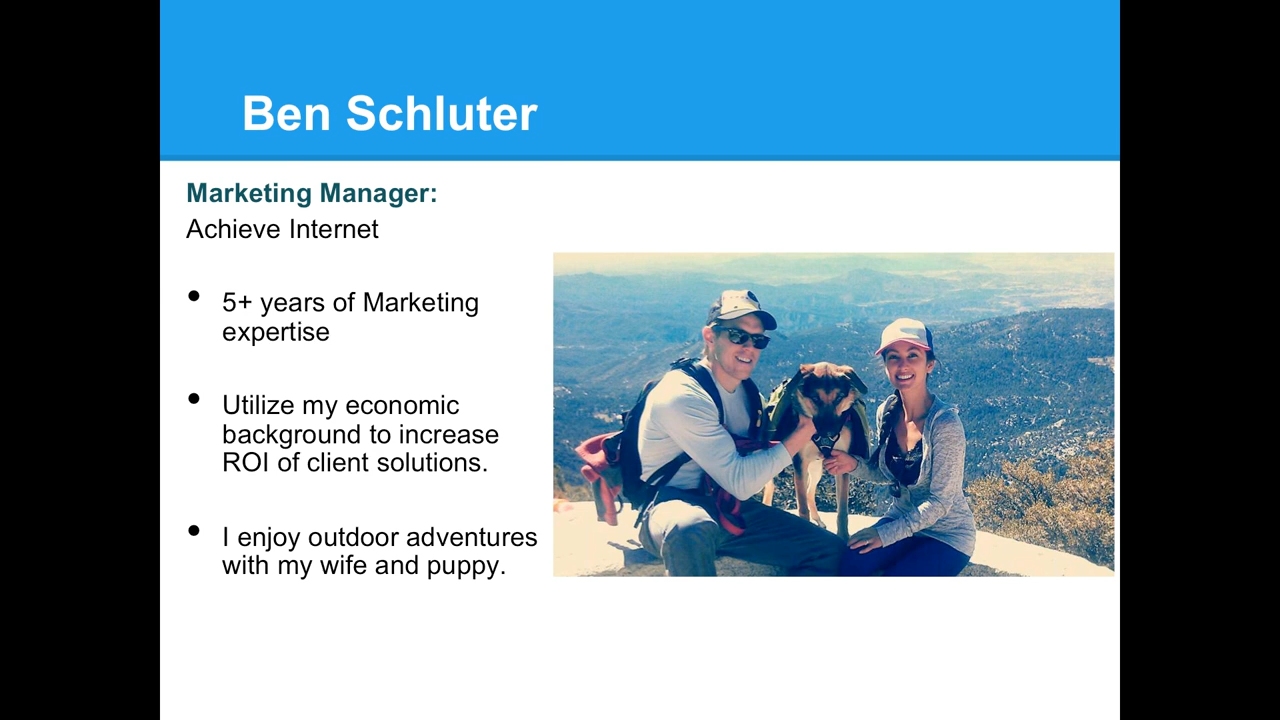 Ben Schluter
Marketing Manager:
Achieve Internet
• 5+ years of Marketing
expertise
• Utilize my economic
background to increase
ROI of client solutions.
• I enjoy outdoor adventures
with my wife and puppy.